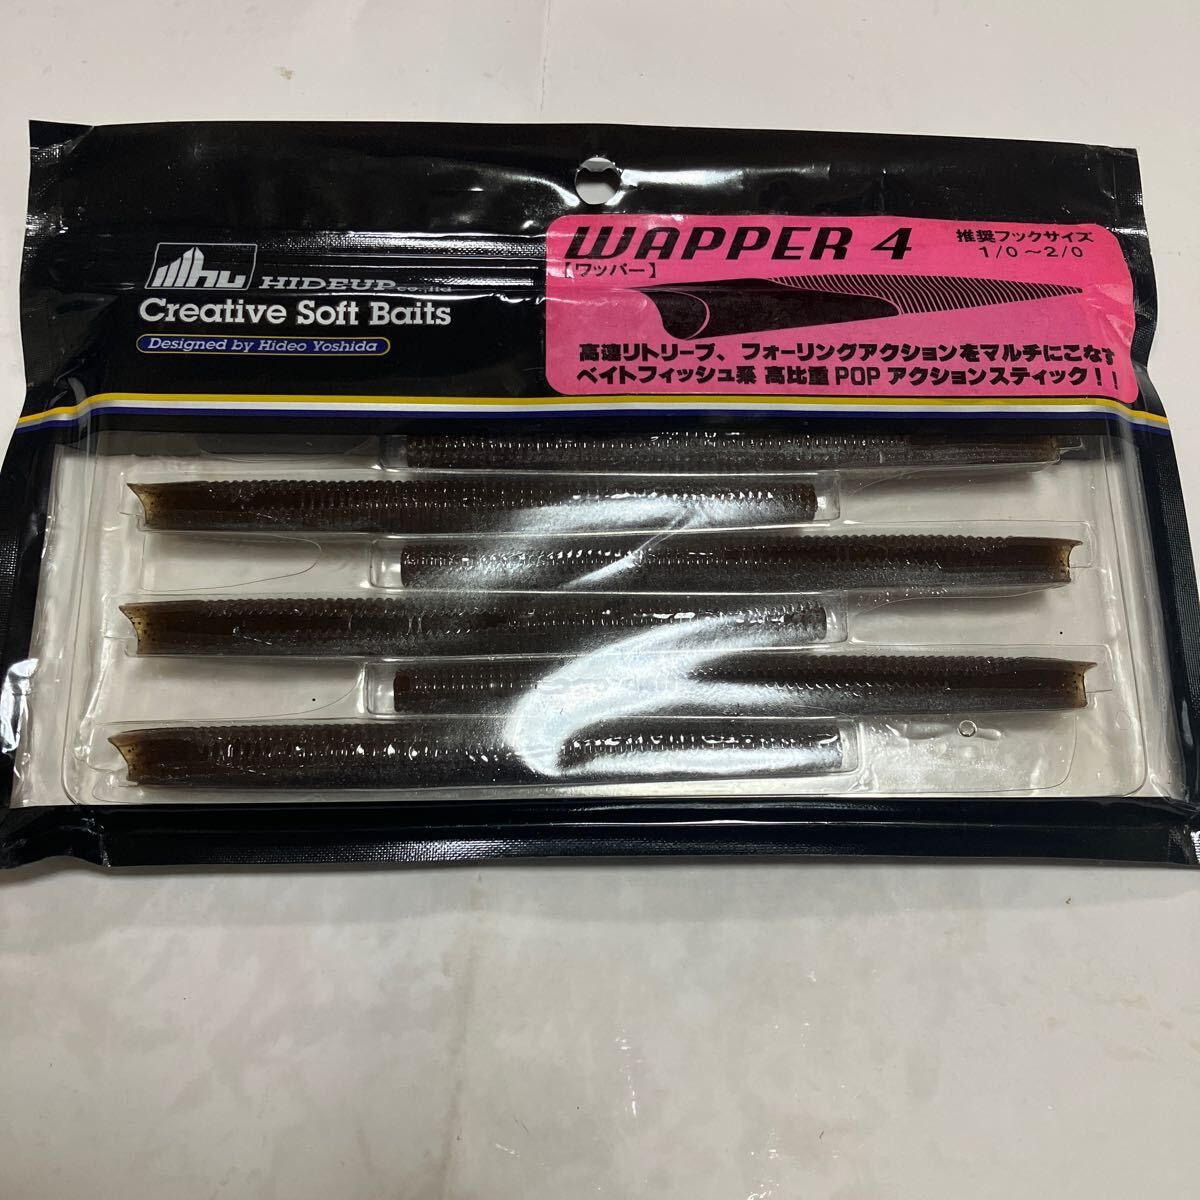 mhu
HIDEUP co.,ltd
Creative Soft Baits
Designed by Hideo Yoshida
WAPPER 4
【ワッパー】
推奨フックサイズ
1/0〜2/0
高速リトリーブ、フォーリングアクションをマルチにこなす
ベイトフィッシュ系 高比重POPアクションスティック!!